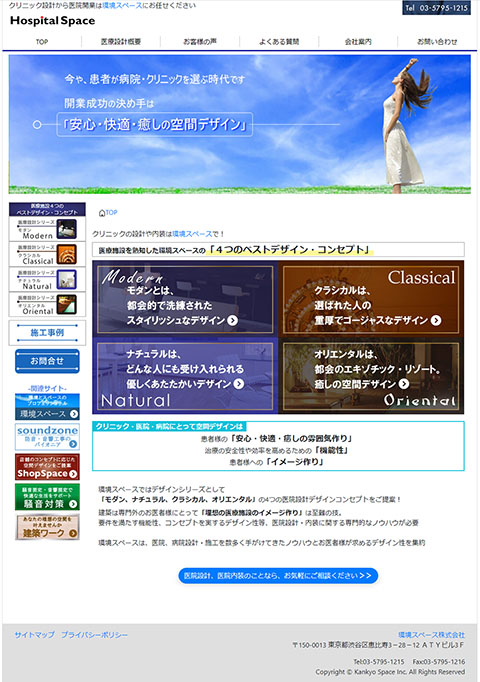 クリニック設計から医院開業は環境スペースにお任せください
Tel 03-5795-1215
Hospital Space
TOP 医療設計概要 お客様の声 よくある質問 会社案内 お問い合わせ
今や、患者が病院・クリニックを選ぶ時代です
開業成功の決め手は
「安心・快適・癒しの空間デザイン」
医療施設4つの
ベストデザイン・コンセプト
医療設計シリーズ
モダン
Modern
医療設計シリーズ
クラシカル
Classical
医療設計シリーズ
ナチュラル
Natural
医療設計シリーズ
オリエンタル
Oriental
施工事例
お問合せ
-関連サイト-
環境とスペースの
プロフェッショナル
環境スペース
soundzone
防音・音響工事の
パイオニア
店舗のコンセプトに応じた
空間デザインをご提案
ShopSpace
騒音測定・音響測定で
快適な生活をサポート
騒音対策
あなたの理想の空間を
叶えませんか
建築ワーク
TOP
クリニックの設計や内装は環境スペースで！
医療施設を熟知した環境スペースの「４つのベストデザイン・コンセプト」
Modern
モダンとは、
都会的で洗練された
スタイリッシュなデザイン
Classical
クラシカルは、
選ばれた人の
重厚でゴージャスなデザイン
ナチュラルは、
どんな人にも受け入れられる
優しくあたたかいデザイン
Natural
オリエンタルは、
都会のエキゾチック・リゾート。
癒しの空間デザイン
Oriental
クリニック・医院・病院にとって空間デザインは
患者様の「安心・快適・癒しの雰囲気作り」
治療の安全性や効率を高めるための「機能性」
患者様への「イメージ作り」
環境スペースではデザインシリーズとして
「モダン、ナチュラル、クラシカル、オリエンタル」の4つの医院設計デザインコンセプトをご提案！
建築は専門外のお客様にとって「理想の医療施設のイメージ作り」は至難の技。
要件を満たす機能性、コンセプトを実するデザイン性等、医院設計・内装に関する専門的なノウハウが必要
環境スペースは、医院、病院設計・施工を数多く手がけてきたノウハウとお医者様が求めるデザイン性を集約
医院設計、医院内装のことなら、お気軽にご相談ください >>
サイトマップ プライバシーポリシー
環境スペース株式会社
〒150-0013 東京都渋谷区恵比寿3－28－12 ＡＴＹビル3Ｆ
Tel:03-5795-1215 Fax:03-5795-1216
Copyright © Kankyo Space Inc. All Rights Reserved